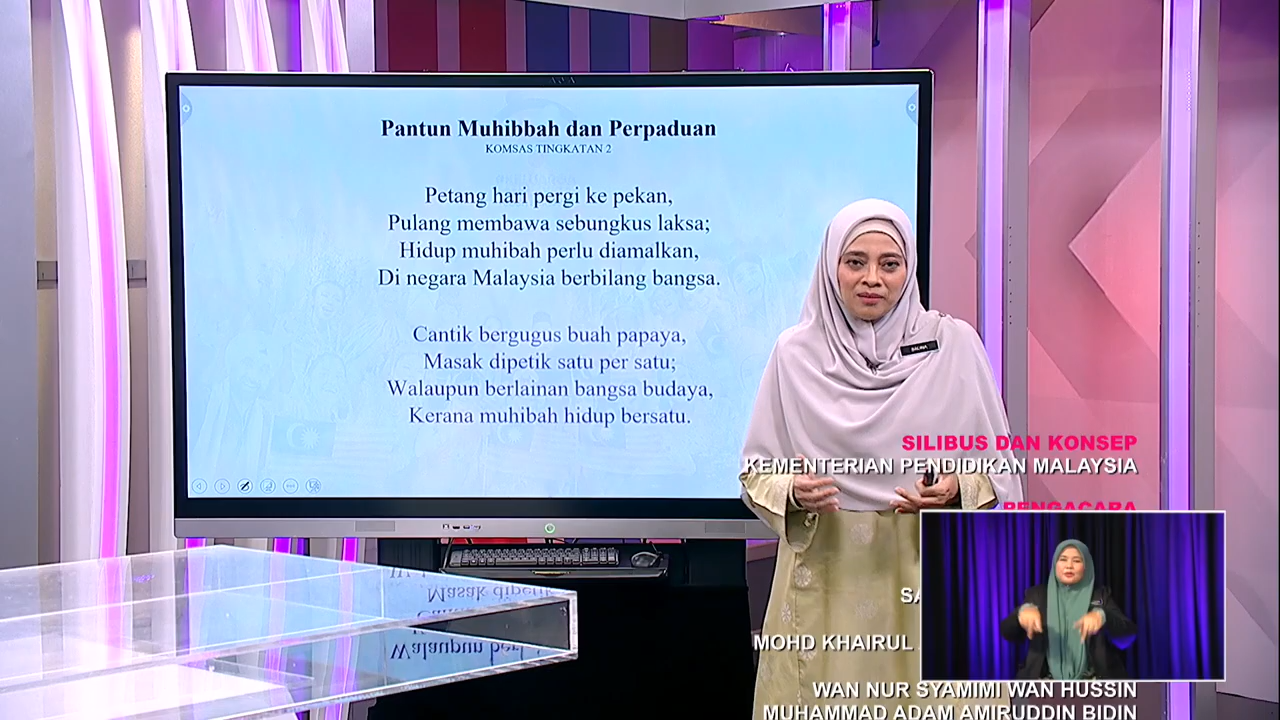 Pantun Muhibbah dan Perpaduan
KOMSAS TINGKATAN 2
Petang hari pergi ke pekan,
Pulang membawa sebungkus laksa;
Hidup muhibah perlu diamalkan,
Di negara Malaysia berbilang bangsa.
Cantik bergugus buah papaya,
Masak dipetik satu per satu;
Walaupun berlainan bangsa budaya,
Kerana muhibah hidup bersatu.
SALINA
SILIBUS DAN KONSEP
KEMENTERIAN PENDIDIKAN MALAYSIA
PENGACARA
MOHD KHAIRUL
WAN NUR SYAMIMI WAN HUSSIN
MUHAMMAD ADAM AMIRUDDIN BIDIN